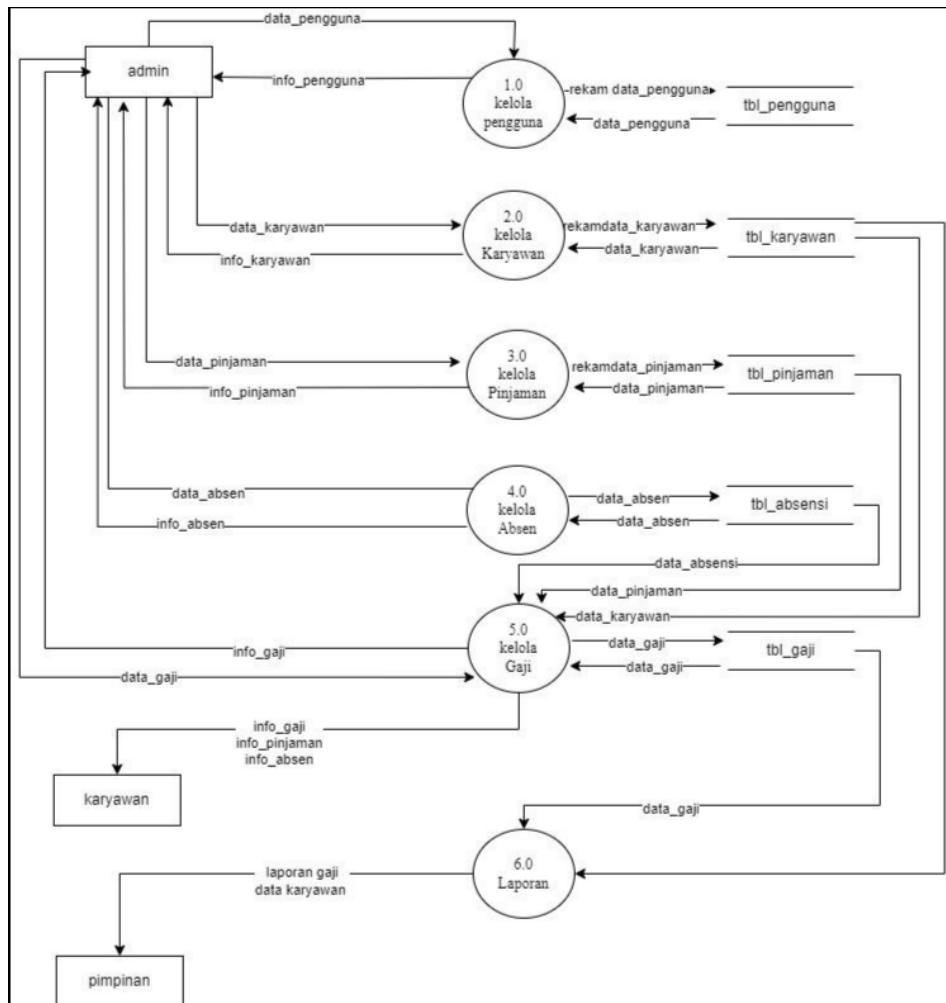 data_pengguna
admin
info_pengguna
1.0
kelola
pengguna
rekam data_pengguna
data_pengguna
tbl_pengguna
data_karyawan
info_karyawan
2.0
kelola
Karyawan
rekamdata_karyawan
data_karyawan
tbl_karyawan
data_pinjaman
info_pinjaman
3.0
kelola
Pinjaman
rekamdata_pinjaman
data_pinjaman
tbl_pinjaman
data_absen
info_absen
4.0
kelola
Absen
data_absen
data_absen
tbl_absensi
data_absensi
data_pinjaman
data_karyawan
info_gaji
data_gaji
5.0
kelola
Gaji
data_gaji
data_gaji
tbl_gaji
info_gaji
info_pinjaman
info_absen
karyawan
data_gaji
laporan gaji
data karyawan
6.0
Laporan
pimpinan